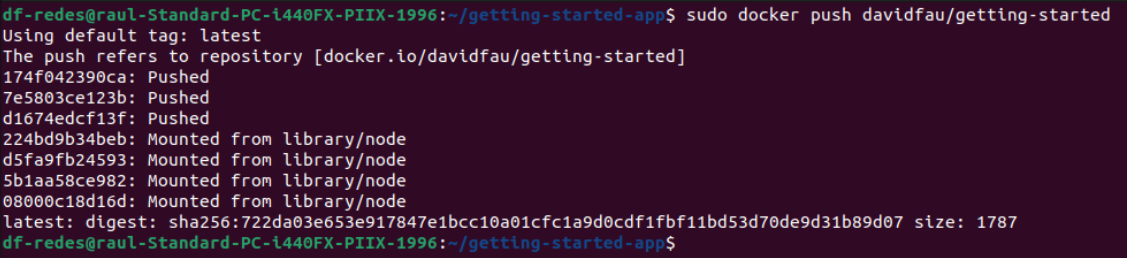 df-redes@raul-Standard-PC-i440FX-PIIX-1996:~/getting-started-app$ sudo docker push davidfau/getting-started
Using default tag: latest
The push refers to repository [docker.io/davidfau/getting-started]
174f042390ca: Pushed
7e5803ce123b: Pushed
d1674edcf13f: Pushed
224bd9b34beb: Mounted from library/node
d5fa9fb24593: Mounted from library/node
5b1aa58ce982: Mounted from library/node
08000c18d16d: Mounted from library/node
latest: digest: sha256:722da03e653e917847e1bcc10a01cfc1a9d0cdf1fbf11bd53d70de9d31b89d07 size: 1787
df-redes@raul-Standard-PC-i440FX-PIIX-1996:~/getting-started-app$